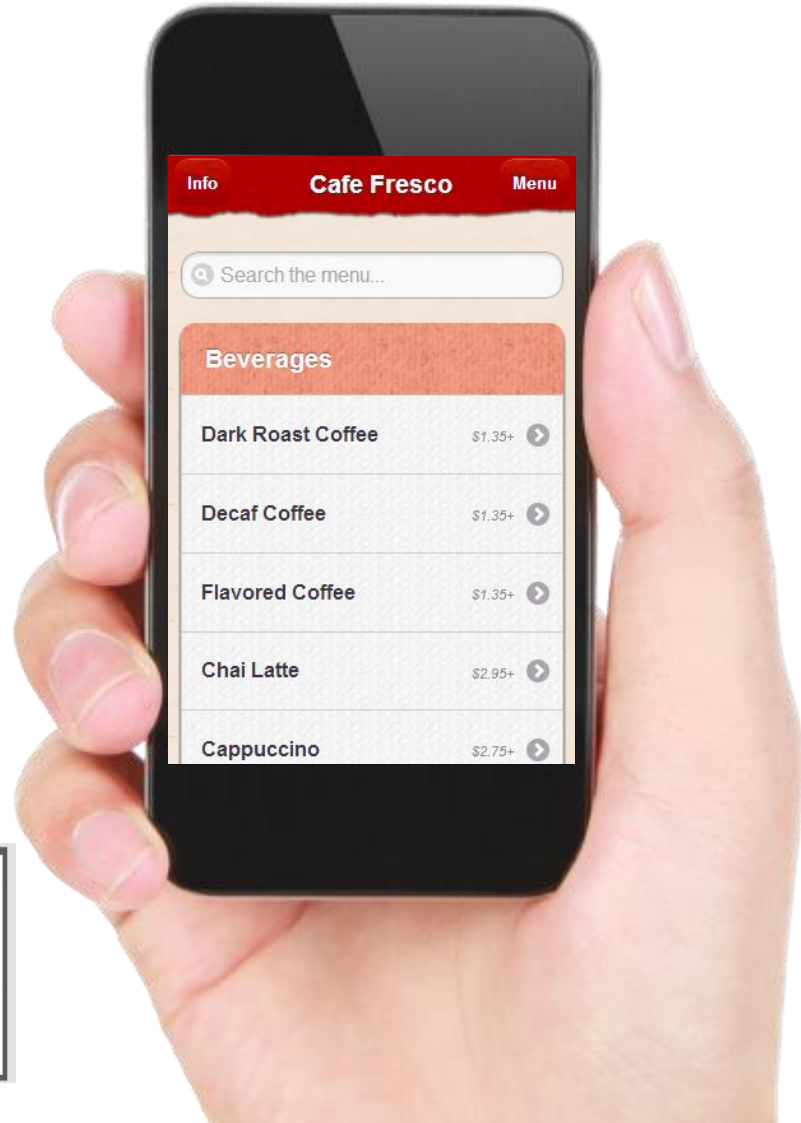 Info Cafe Fresco Menu
Search the menu...
Beverages
Dark Roast Coffee $1.35+
Decaf Coffee $1.35+
Flavored Coffee $1.35+
Chai Latte $2.95+
Cappuccino $2.75+